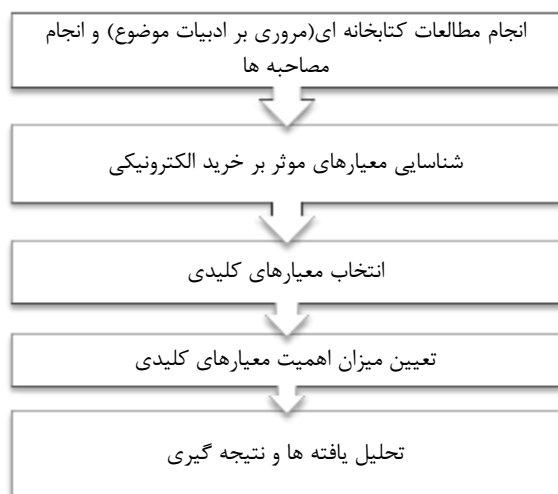 انجام مطالعات کتابخانه ای(مروری بر ادبیات موضوع) و انجام
مصاحبه ها
شناسایی معیارهای موثر بر خرید الکترونیکی
انتخاب معیارهای کلیدی
تعیین میزان اهمیت معیارهای کلیدی
تحلیل یافته ها و نتیجه گیری